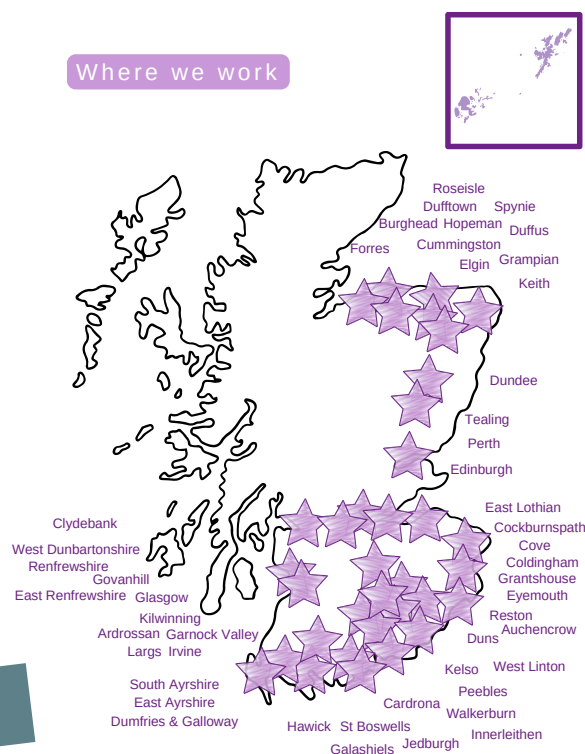 Where we work
Roseisle
Dufftown Spynie
Burghead Hopeman Duffus
Forres Cummingston
Elgin Grampian
Keith
Dundee
Tealing
Perth
Edinburgh
East Lothian
Clydebank
Cockburnspath
West Dunbartonshire
Cove
Renfrewshire
Coldingham
Govanhill
Grantshouse
East Renfrewshire Glasgow
Eyemouth
Kilwinning
Reston
Ardrossan Garnock Valley
Auchencrow
Duns
Largs Irvine
Kelso West Linton
South Ayrshire
Peebles
East Ayrshire
Cardrona
Walkerburn
Dumfries & Galloway
Hawick St Boswells
Innerleithen
Galashiels Jedburgh